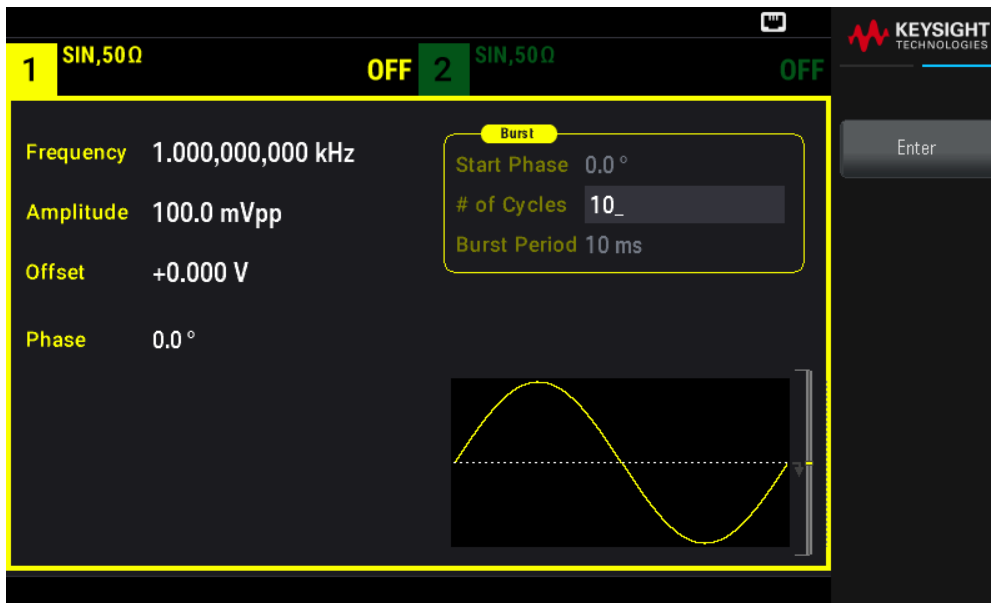 KEYSIGHT
TECHNOLOGIES
1 SIN,50Ω OFF
2 SIN,50Ω OFF
Frequency 1.000,000,000 kHz
Amplitude 100.0 mVpp
Offset +0.000 V
Phase 0.0 °
Burst
Start Phase 0.0 °
# of Cycles 10_
Burst Period 10 ms
Enter